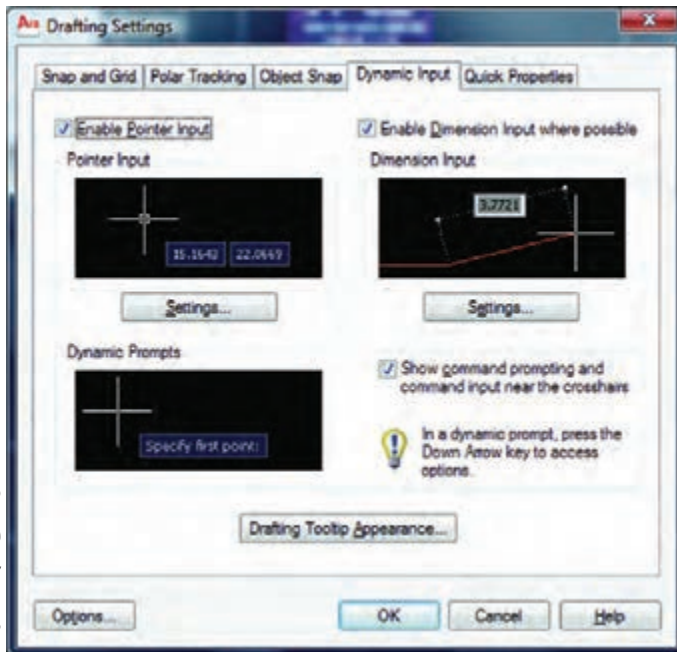 Drafting Settings
Snap and Grid Polar Tracking Object Snap Dynamic Input Quick Properties
Enable Pointer Input
Enable Dimension Input where possible
Pointer Input
Dimension Input
15.1642 22.0669
3.7721
Settings...
Settings...
Dynamic Prompts
Specify first point:
Show command prompting and
command input near the crosshairs
In a dynamic prompt, press the
Down Arrow key to access
options.
Drafting Tooltip Appearance...
Options...
OK
Cancel
Help